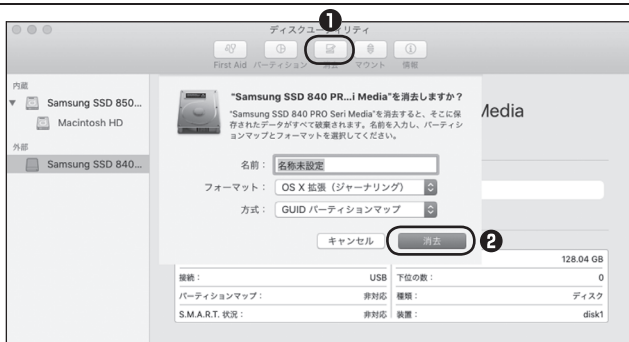 ❶
ディスクユーティリティ
First Aid パーティション 消去 マウント 情報
内蔵
Samsung SSD 850...
Macintosh HD
外部
Samsung SSD 840...
"Samsung SSD 840 PR...i Media"を消去しますか？
"Samsung SSD 840 PRO Seri Media"を消去すると、そこに保
存されたデータがすべて破棄されます。名前を入力し、パーティシ
ョンマップとフォーマットを選択してください。
Media
名前： 名称未設定
フォーマット： OS X 拡張（ジャーナリング）
方式： GUID パーティションマップ
キャンセル 消去 ❷
128.04 GB
接続： USB 下位の数： 0
パーティションマップ： 非対応 種類： ディスク
S.M.A.R.T. 状況： 非対応 装置： disk1